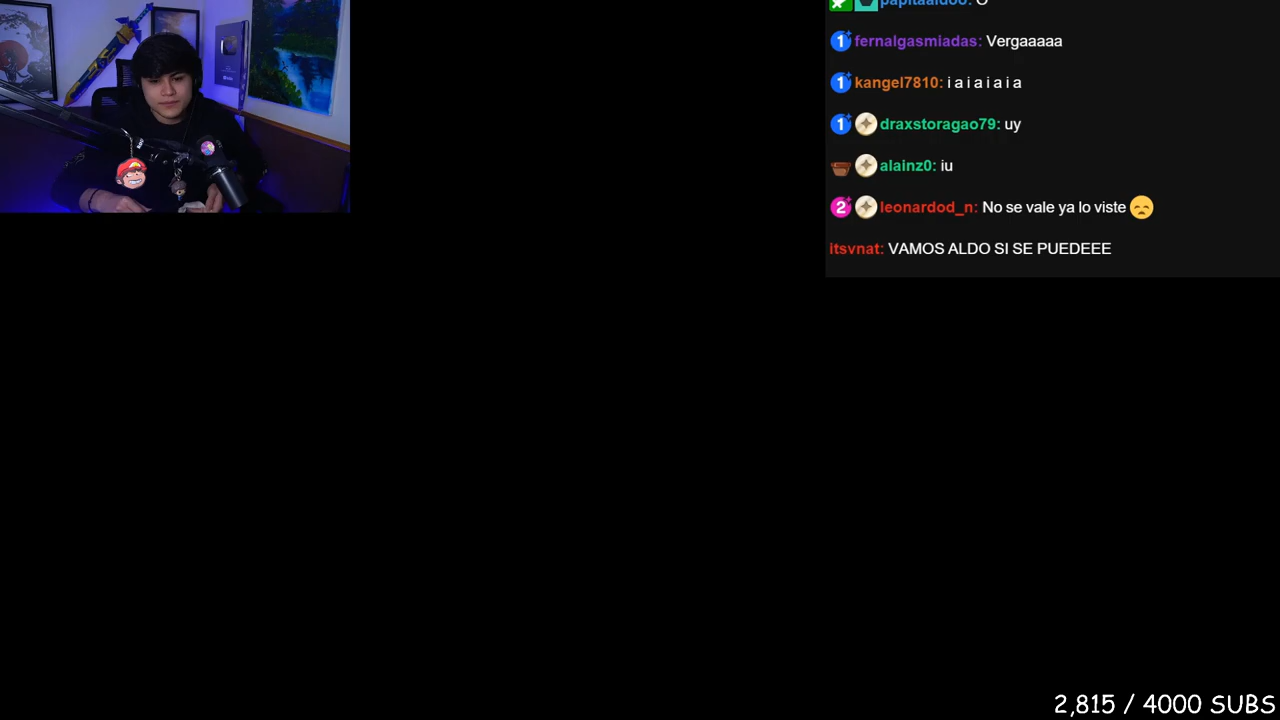 papitaaldoo: O
fernalgasmiadas: Vergaaaaa
kangel7810: i a i a i a i a
draxstoragao79: uy
alainz0: iu
leonardod_n: No se vale ya lo viste 😞
itsvnat: VAMOS ALDO SI SE PUEDEEE
2,815 / 4000 SUBS